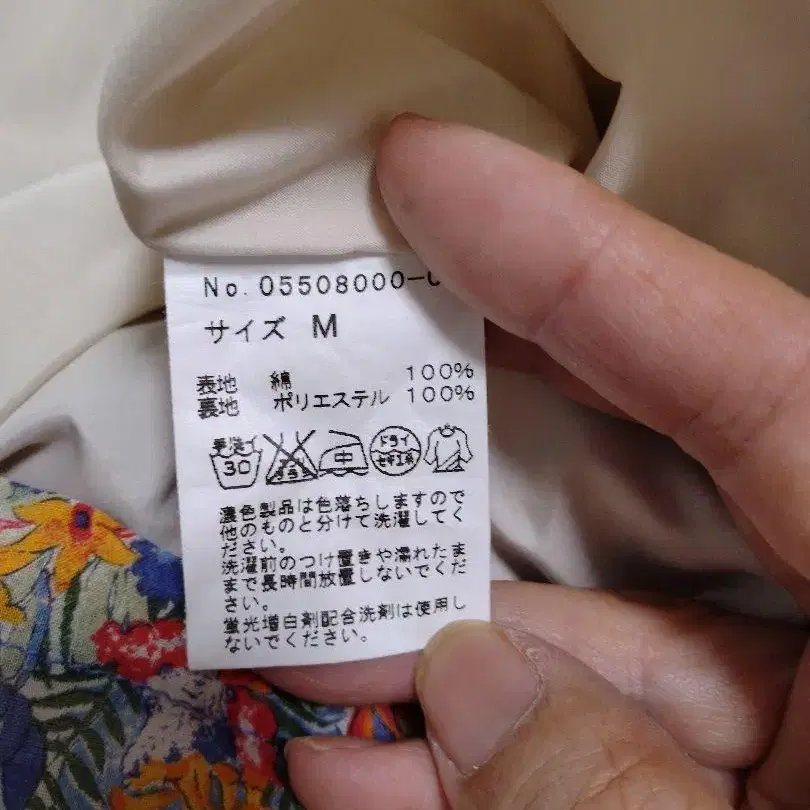 No. 05508000-
サイズ M
表地 綿 100%
裏地 ポリエステル 100%
手洗イ 30 中 ドライ セキユ系
濃色製品は色落ちしますので
他のものと分けて洗濯してく
ださい。
洗濯前のつけ置きや濡れたま
まで長時間放置しないでくだ
さい。
蛍光増白剤配合洗剤は使用し
ないでください。